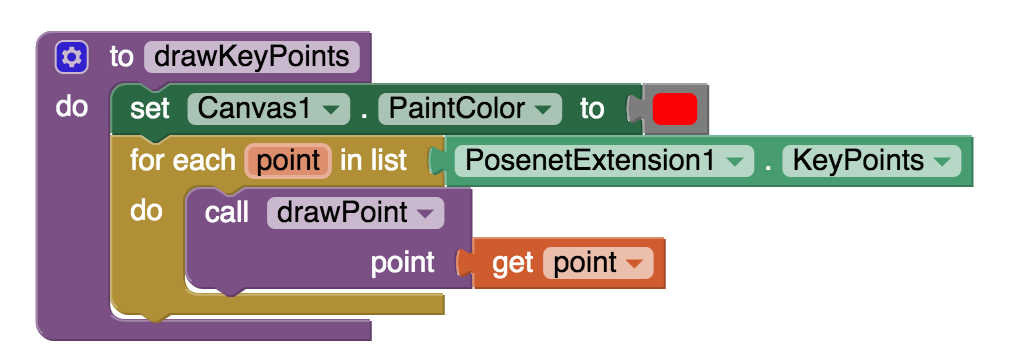 to drawKeyPoints
do set Canvas1 . PaintColor to
for each point in list PosenetExtension1 . KeyPoints
do call drawPoint
point get point